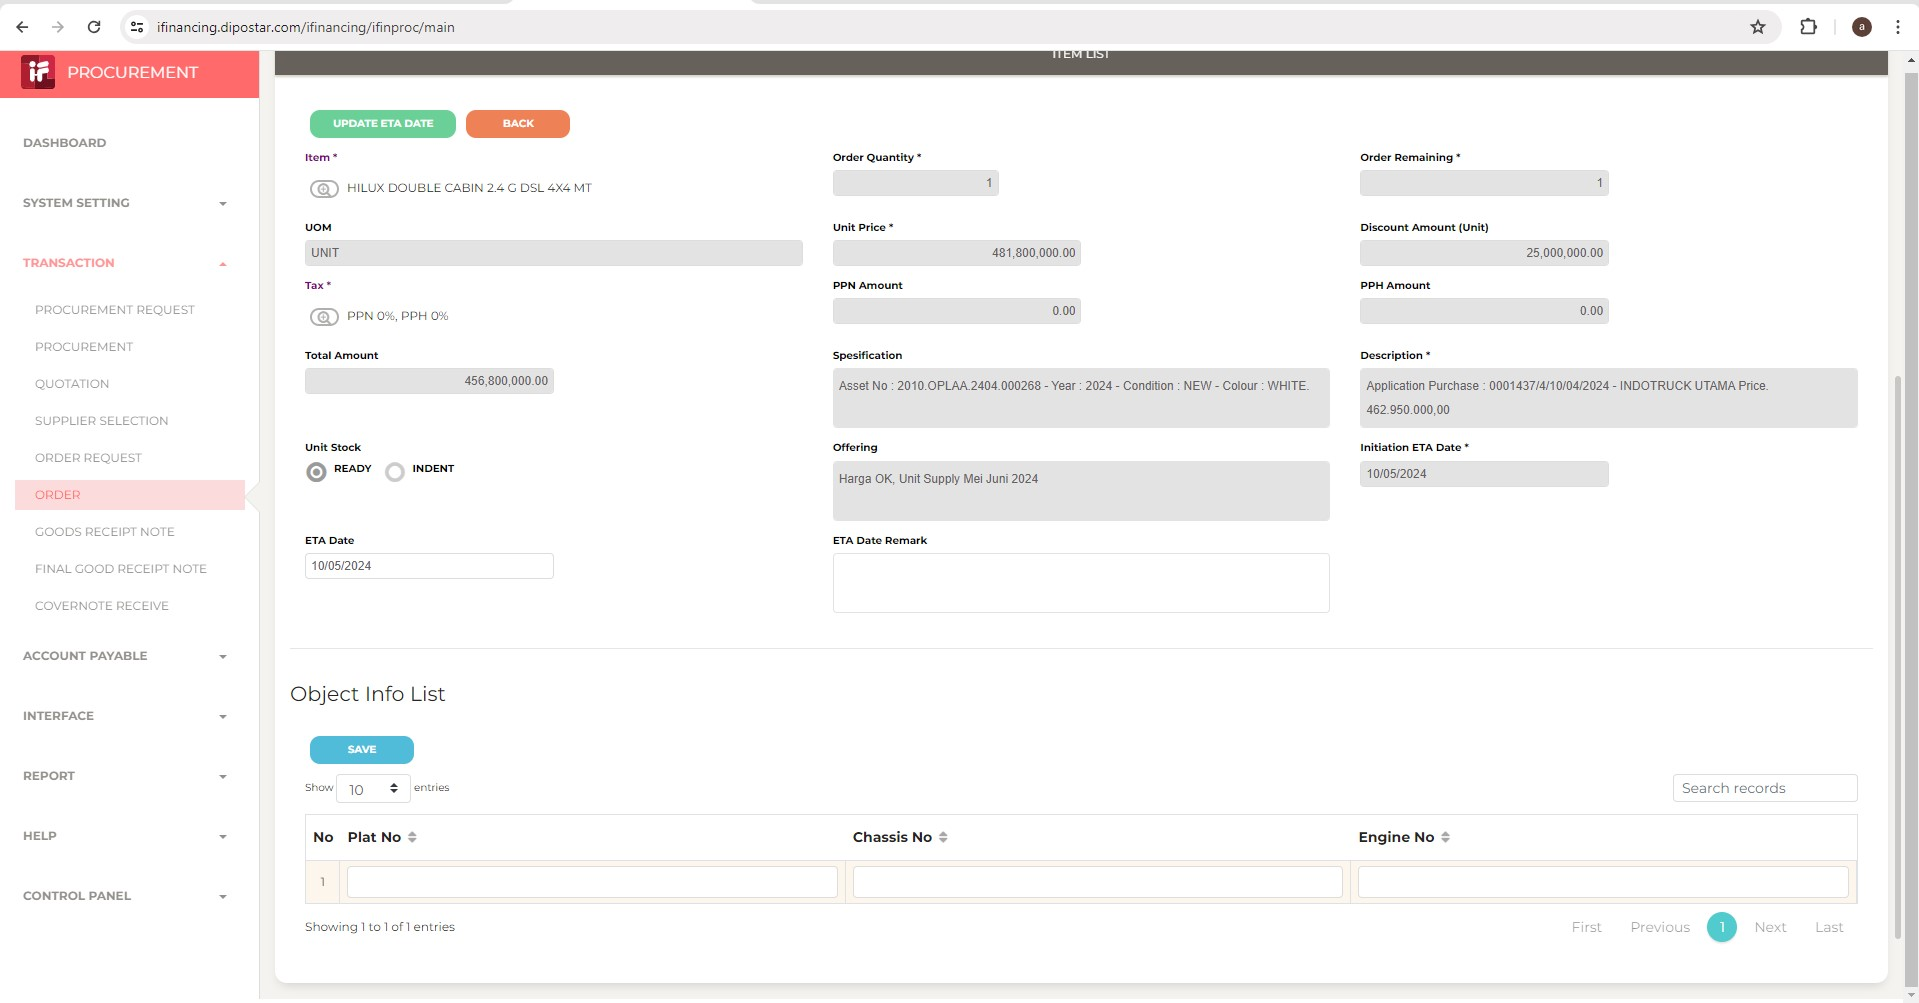 ifinancing.dipostar.com/ifinancing/ifinproc/main
a
iF PROCUREMENT
ITEM LIST
DASHBOARD
SYSTEM SETTING
TRANSACTION
PROCUREMENT REQUEST
PROCUREMENT
QUOTATION
SUPPLIER SELECTION
ORDER REQUEST
ORDER
GOODS RECEIPT NOTE
FINAL GOOD RECEIPT NOTE
COVERNOTE RECEIVE
ACCOUNT PAYABLE
INTERFACE
REPORT
HELP
CONTROL PANEL
UPDATE ETA DATE BACK
Item * Order Quantity * Order Remaining *
HILUX DOUBLE CABIN 2.4 G DSL 4X4 MT 1 1
UOM Unit Price * Discount Amount (Unit)
UNIT 481,800,000.00 25,000,000.00
Tax * PPN Amount PPH Amount
PPN 0%, PPH 0% 0.00 0.00
Total Amount Spesification Description *
456,800,000.00 Asset No : 2010.OPLAA.2404.000268 - Year : 2024 - Condition : NEW - Colour : WHITE. Application Purchase : 0001437/4/10/04/2024 - INDOTRUCK UTAMA Price.
462.950.000,00
Unit Stock Offering Initiation ETA Date *
READY INDENT Harga OK, Unit Supply Mei Juni 2024 10/05/2024
ETA Date ETA Date Remark
10/05/2024
Object Info List
SAVE
Show 10 entries Search records
No Plat No Chassis No Engine No
1
Showing 1 to 1 of 1 entries First Previous 1 Next Last